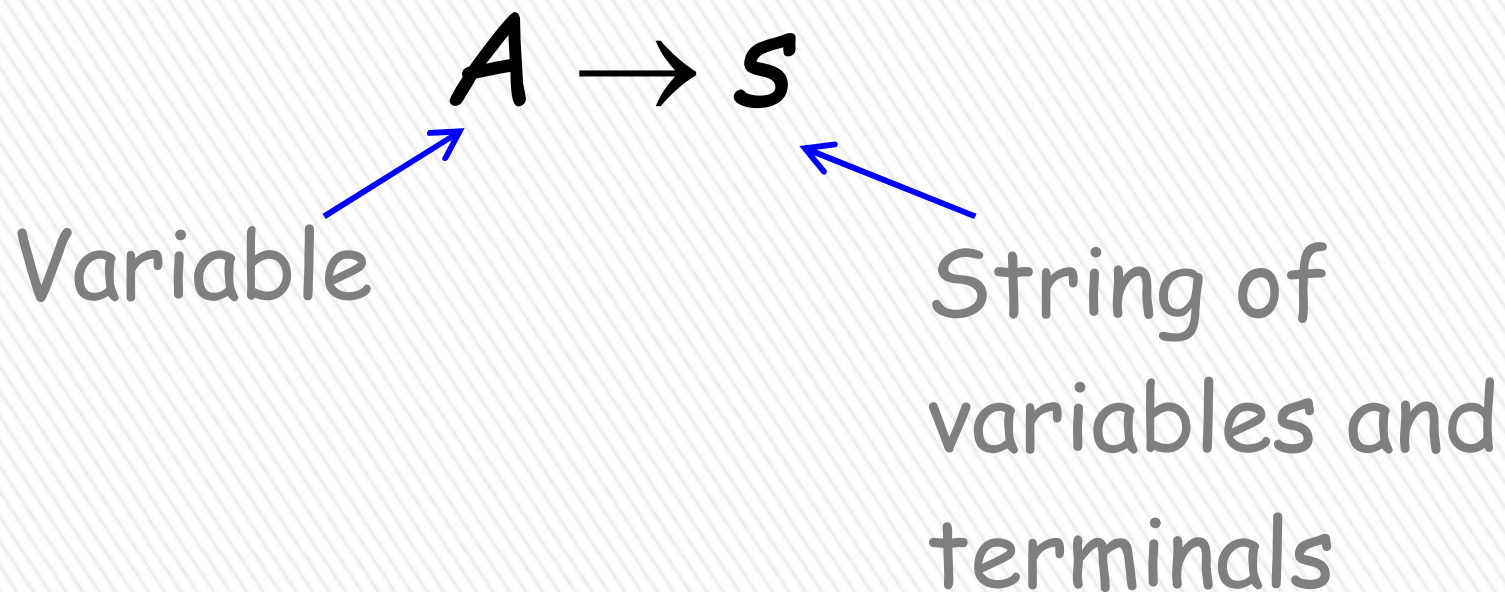 A → s
Variable
String of
variables and
terminals